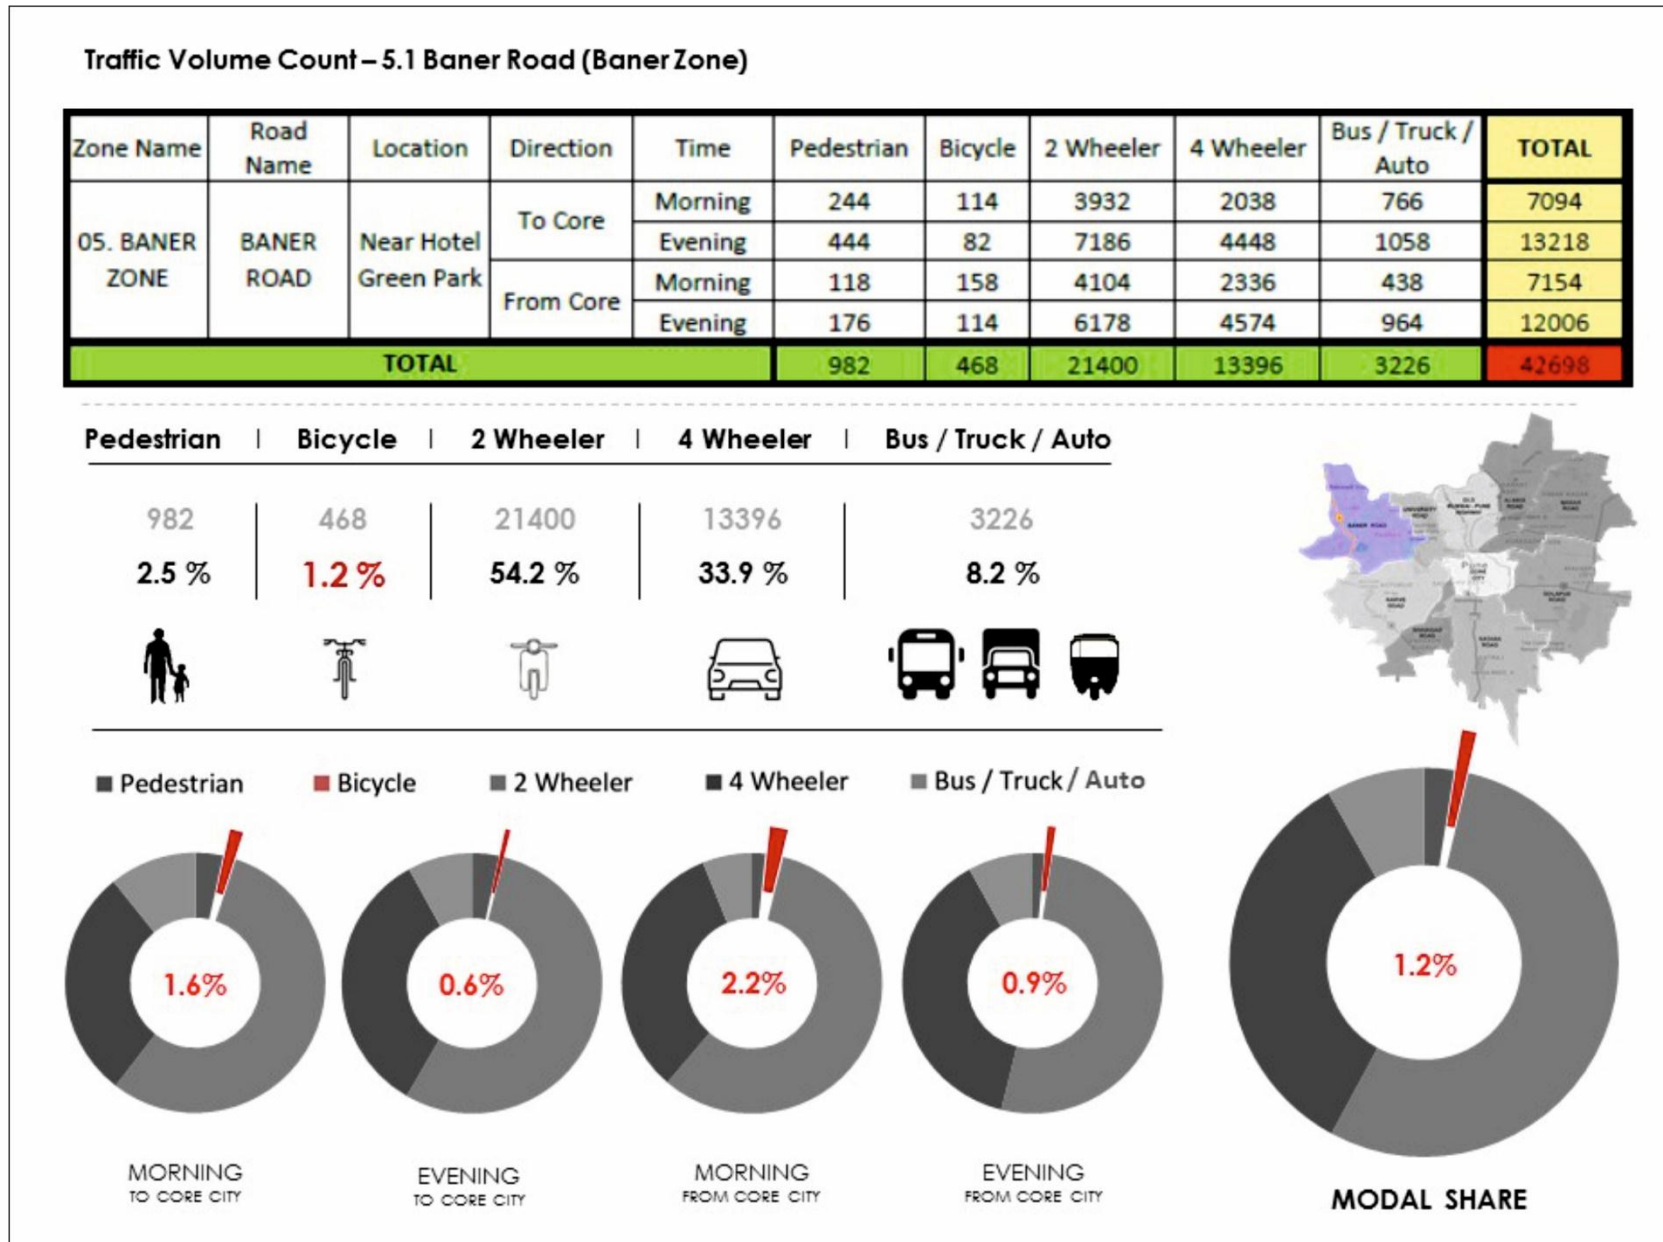 Traffic Volume Count – 5.1 Baner Road (Baner Zone)
Zone Name Road Name Location Direction Time Pedestrian Bicycle 2 Wheeler 4 Wheeler Bus / Truck / Auto TOTAL
05. BANER ZONE BANER ROAD Near Hotel Green Park To Core Morning 244 114 3932 2038 766 7094
Evening 444 82 7186 4448 1058 13218
From Core Morning 118 158 4104 2336 438 7154
Evening 176 114 6178 4574 964 12006
TOTAL 982 468 21400 13396 3226 42698
Pedestrian | Bicycle | 2 Wheeler | 4 Wheeler | Bus / Truck / Auto
982 468 21400 13396 3226
2.5 % 1.2 % 54.2 % 33.9 % 8.2 %
BANER ROAD
UNIVERSITY ROAD
Pedestrian Bicycle 2 Wheeler 4 Wheeler Bus / Truck / Auto
1.6% 0.6% 2.2% 0.9% 1.2%
MORNING EVENING MORNING EVENING
TO CORE CITY TO CORE CITY FROM CORE CITY FROM CORE CITY
MODAL SHARE